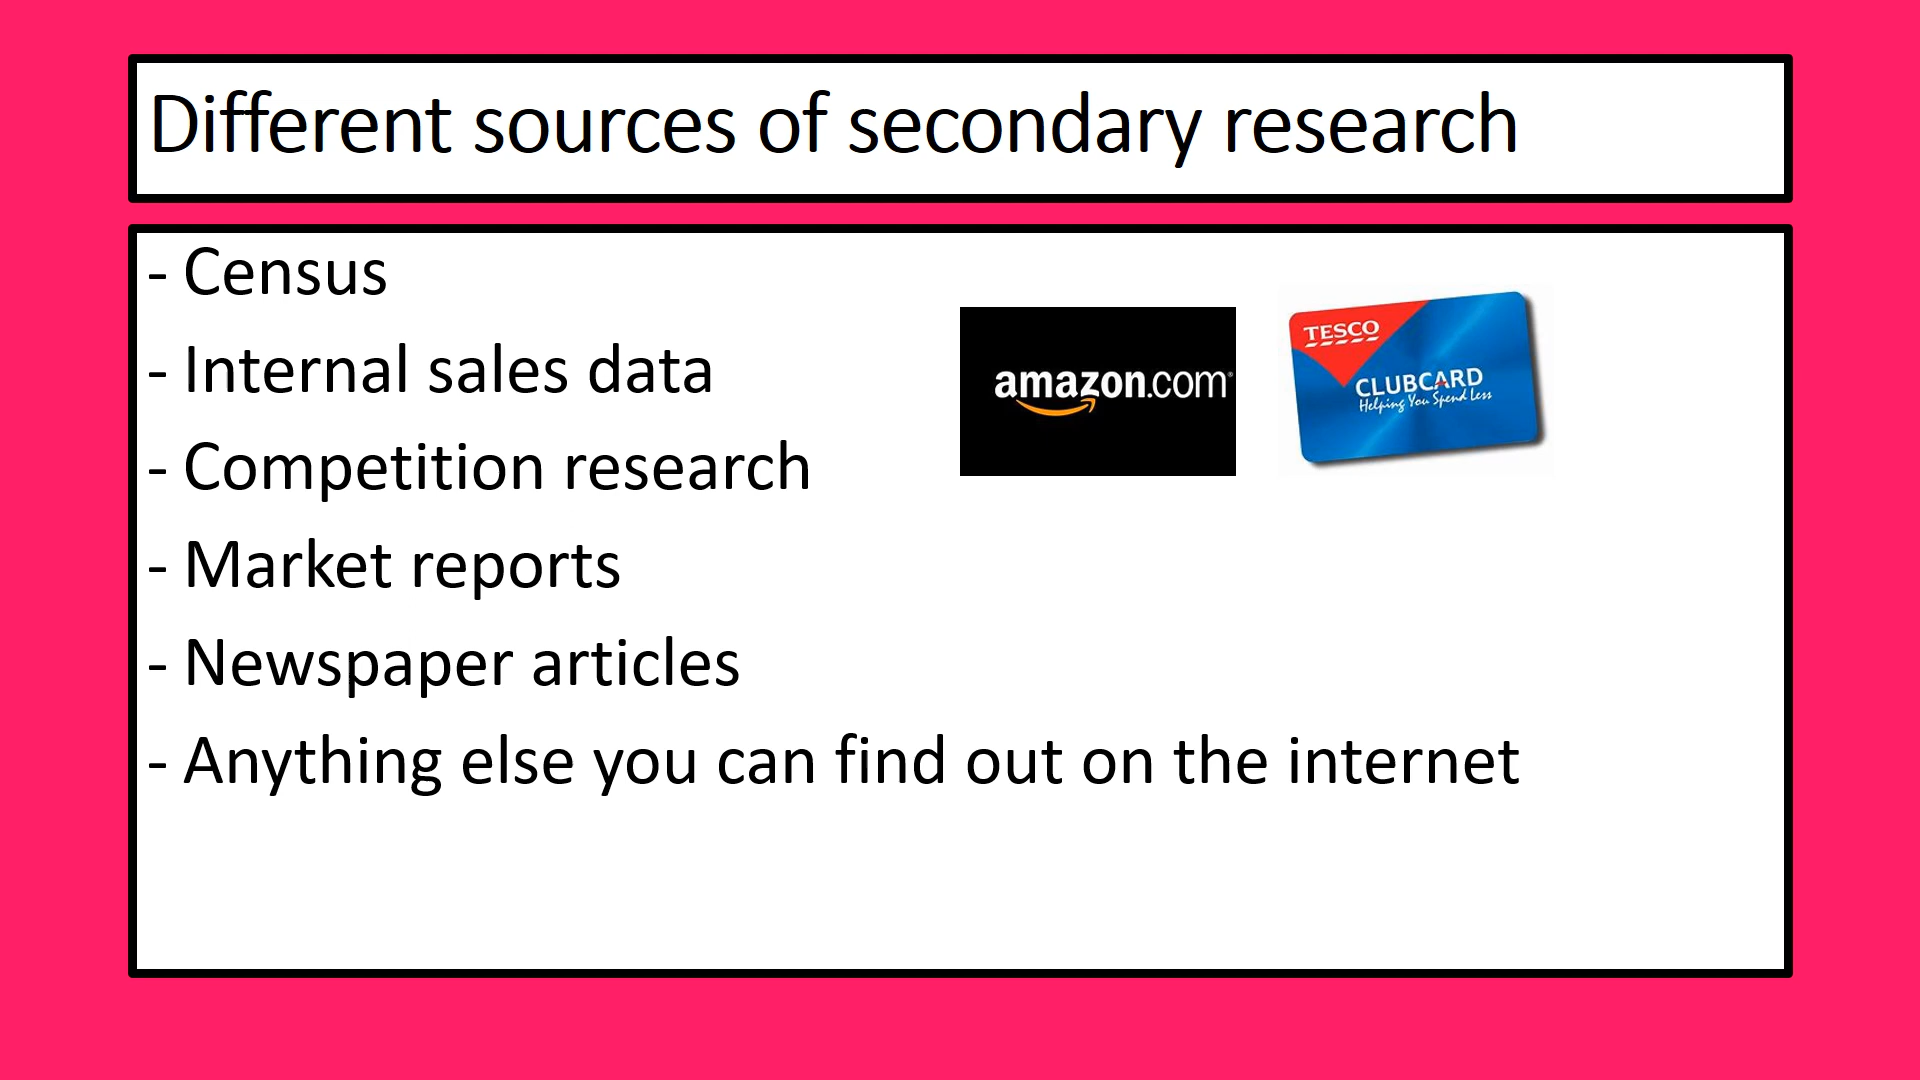 Different sources of secondary research
- Census
- Internal sales data
- Competition research
- Market reports
- Newspaper articles
- Anything else you can find out on the internet
amazon.com
TESCO
CLUBCARD
Helping You Spend Less